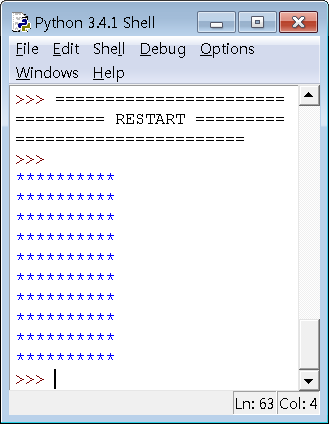 Python 3.4.1 Shell
File Edit Shell Debug Options
Windows Help
>>> ========================
========= RESTART =========
=======================
>>>
**********
**********
**********
**********
**********
**********
**********
**********
**********
**********
>>>
Ln: 63 Col: 4